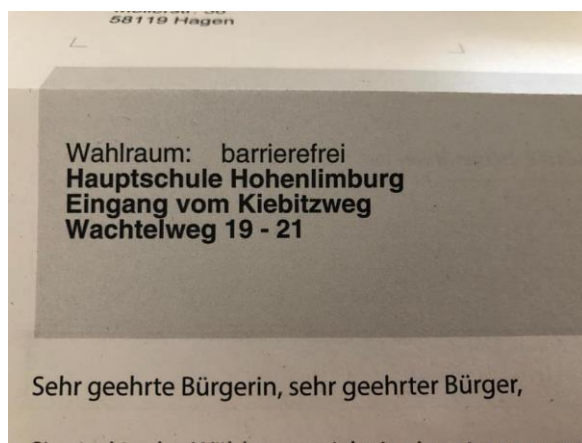 58119 Hagen
Wahlraum: barrierefrei
Hauptschule Hohenlimburg
Eingang vom Kiebitzweg
Wachtelweg 19 - 21
Sehr geehrte Bürgerin, sehr geehrter Bürger,